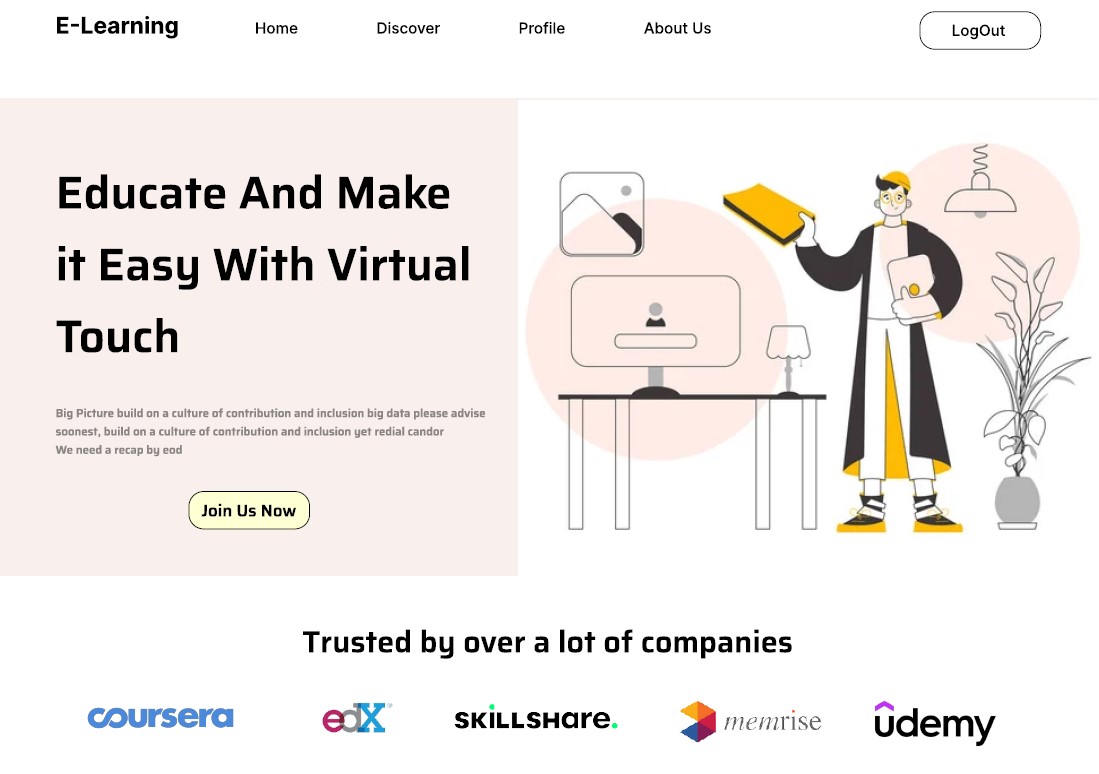 E-Learning
Home
Discover
Profile
About Us
LogOut
Educate And Make
it Easy With Virtual
Touch
Big Picture build on a culture of contribution and inclusion big data please advise
soonest, build on a culture of contribution and inclusion yet redial candor
We need a recap by eod
Join Us Now
Trusted by over a lot of companies
coursera
edX
SKILLSHare.
memrise
ûdemy